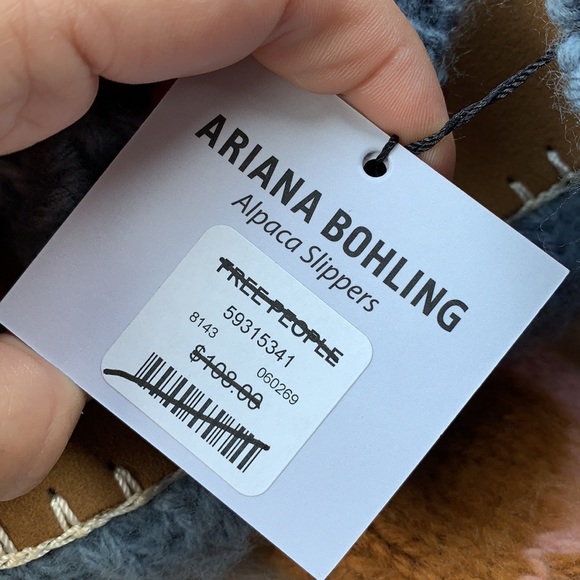 ARIANA BOHLING
Alpaca Slippers
FREE PEOPLE
59315341
8143
060269
$108.00